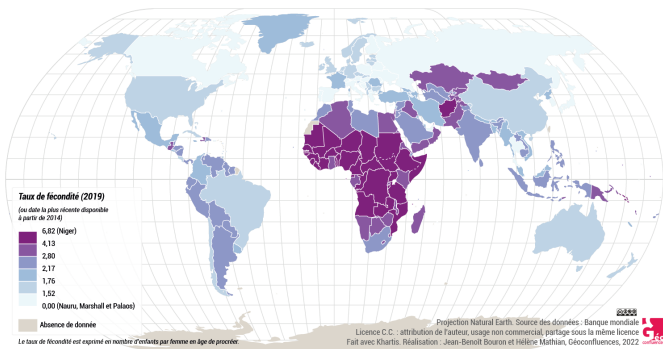 Taux de fécondité (2019)
(ou date la plus récente disponible
à partir de 2014)
6,82 (Niger)
4,13
2,80
2,17
1,76
1,52
0,00 (Nauru, Marshall et Palaos)
Absence de donnée
Le taux de fécondité est exprimé en nombre d'enfants par femme en âge de procréer.
Projection Natural Earth. Source des données : Banque mondiale
Licence C.C. : attribution de l'auteur, usage non commercial, partage sous la même licence
Fait avec Khartis. Réalisation : Jean-Benoît Bouron et Hélène Mathian, Géoconfluences, 2022